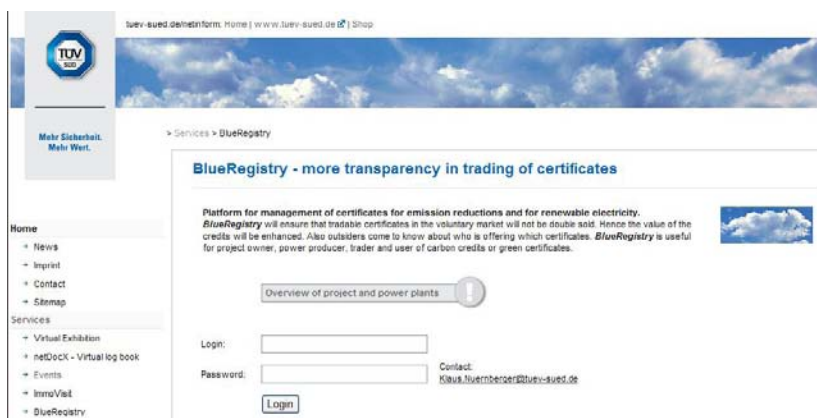 tuev-sued.de/netinform: Home | www.tuev-sued.de | Shop
TÜV
SÜD
Mehr Sicherheit.
Mehr Wert.
> Services > BlueRegistry
BlueRegistry - more transparency in trading of certificates
Platform for management of certificates for emission reductions and for renewable electricity.
BlueRegistry will ensure that tradable certificates in the voluntary market will not be double sold. Hence the value of the
credits will be enhanced. Also outsiders come to know about who is offering which certificates. BlueRegistry is useful
for project owner, power producer, trader and user of carbon credits or green certificates.
Home
News
Imprint
Contact
Sitemap
Services
Virtual Exhibition
netDocX - Virtual log book
Events
ImmoVisit
BlueRegistry
Overview of project and power plants !
Login:
Password:
Contact:
Klaus.Nuernberger@tuev-sued.de
Login